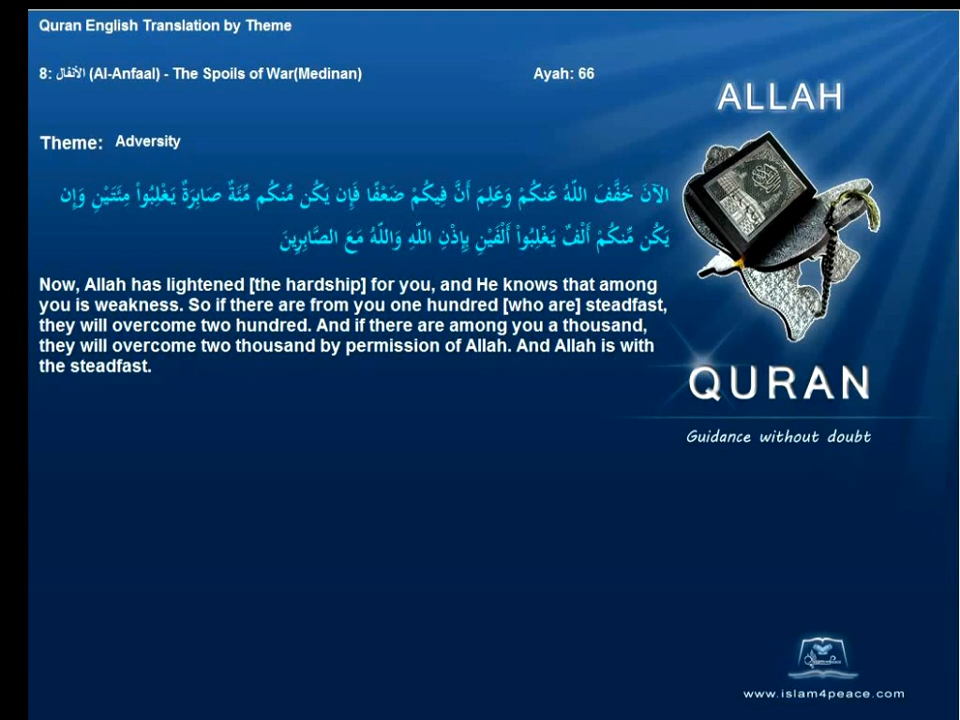 Quran English Translation by Theme
8: الأنفال (Al-Anfaal) - The Spoils of War(Medinan) Ayah: 66
ALLAH
Theme: Adversity
الآنَ خَفَّفَ اللّهُ عَنكُمْ وَعَلِمَ أَنَّ فِيكُمْ ضَعْفًا فَإِن يَكُن مِّنكُم مِّئَةٌ صَابِرَةٌ يَغْلِبُواْ مِئَتَيْنِ وَإِن
يَكُن مِّنكُمْ أَلْفٌ يَغْلِبُواْ أَلْفَيْنِ بِإِذْنِ اللّهِ وَاللّهُ مَعَ الصَّابِرِينَ
Now, Allah has lightened [the hardship] for you, and He knows that among
you is weakness. So if there are from you one hundred [who are] steadfast,
they will overcome two hundred. And if there are among you a thousand,
they will overcome two thousand by permission of Allah. And Allah is with
the steadfast.
QURAN
Guidance without doubt
www.islam4peace.com